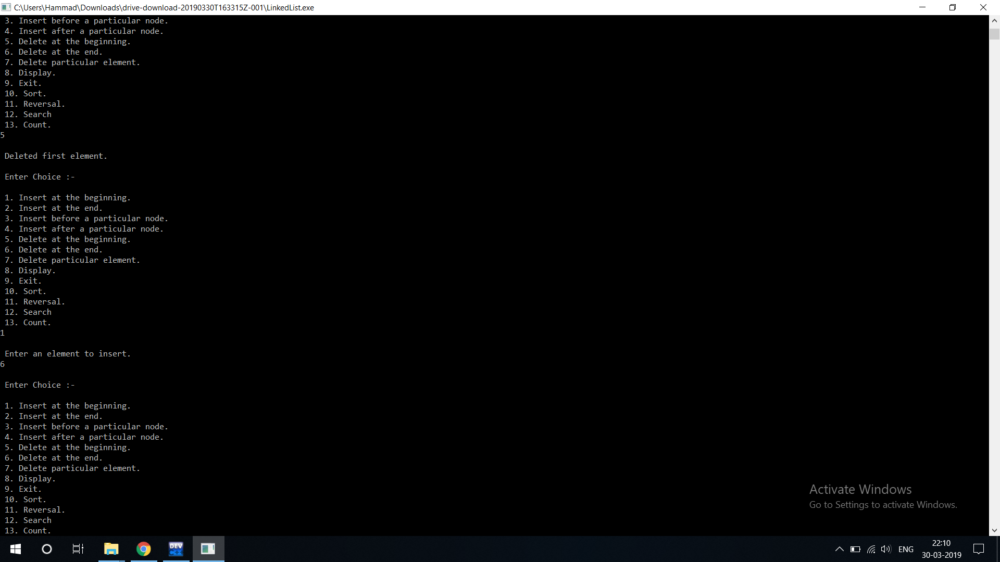 C:\Users\Hammad\Downloads\drive-download-20190330T163315Z-001\LinkedList.exe
3. Insert before a particular node.
4. Insert after a particular node.
5. Delete at the beginning.
6. Delete at the end.
7. Delete particular element.
8. Display.
9. Exit.
10. Sort.
11. Reversal.
12. Search
13. Count.
5
Deleted first element.
Enter Choice :-
1. Insert at the beginning.
2. Insert at the end.
3. Insert before a particular node.
4. Insert after a particular node.
5. Delete at the beginning.
6. Delete at the end.
7. Delete particular element.
8. Display.
9. Exit.
10. Sort.
11. Reversal.
12. Search
13. Count.
1
Enter an element to insert.
6
Enter Choice :-
1. Insert at the beginning.
2. Insert at the end.
3. Insert before a particular node.
4. Insert after a particular node.
5. Delete at the beginning.
6. Delete at the end.
7. Delete particular element.
8. Display.
9. Exit.
10. Sort.
11. Reversal.
12. Search
13. Count.
Activate Windows
Go to Settings to activate Windows.
DEV
C++
ENG
22:10
30-03-2019